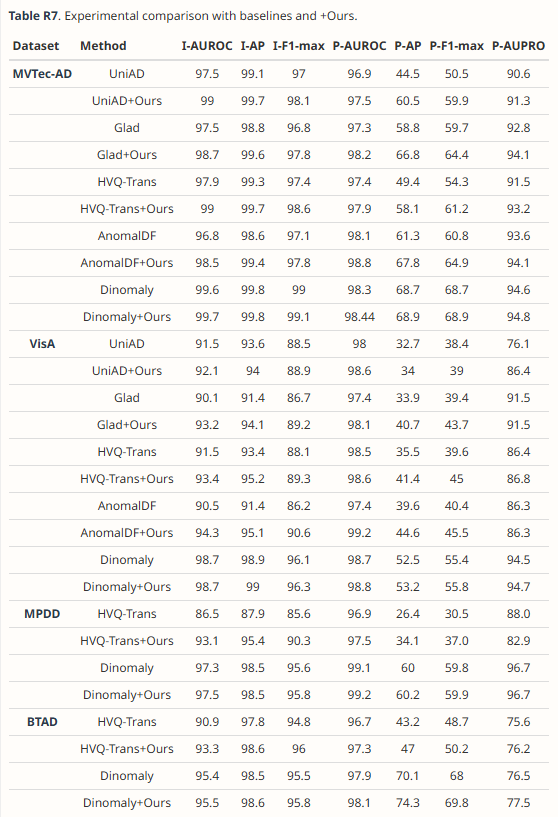 Table R7. Experimental comparison with baselines and +Ours.
Dataset Method I-AUROC I-AP I-F1-max P-AUROC P-AP P-F1-max P-AUPRO
MVTec-AD UniAD 97.5 99.1 97 96.9 44.5 50.5 90.6
UniAD+Ours 99 99.7 98.1 97.5 60.5 59.9 91.3
Glad 97.5 98.8 96.8 97.3 58.8 59.7 92.8
Glad+Ours 98.7 99.6 97.8 98.2 66.8 64.4 94.1
HVQ-Trans 97.9 99.3 97.4 97.4 49.4 54.3 91.5
HVQ-Trans+Ours 99 99.7 98.6 97.9 58.1 61.2 93.2
AnomalDF 96.8 98.6 97.1 98.1 61.3 60.8 93.6
AnomalDF+Ours 98.5 99.4 97.8 98.8 67.8 64.9 94.1
Dinomaly 99.6 99.8 99 98.3 68.7 68.7 94.6
Dinomaly+Ours 99.7 99.8 99.1 98.44 68.9 68.9 94.8
VisA UniAD 91.5 93.6 88.5 98 32.7 38.4 76.1
UniAD+Ours 92.1 94 88.9 98.6 34 39 86.4
Glad 90.1 91.4 86.7 97.4 33.9 39.4 91.5
Glad+Ours 93.2 94.1 89.2 98.1 40.7 43.7 91.5
HVQ-Trans 91.5 93.4 88.1 98.5 35.5 39.6 86.4
HVQ-Trans+Ours 93.4 95.2 89.3 98.6 41.4 45 86.8
AnomalDF 90.5 91.4 86.2 97.4 39.6 40.4 86.3
AnomalDF+Ours 94.3 95.1 90.6 99.2 44.6 45.5 86.3
Dinomaly 98.7 98.9 96.1 98.7 52.5 55.4 94.5
Dinomaly+Ours 98.7 99 96.3 98.8 53.2 55.8 94.7
MPDD HVQ-Trans 86.5 87.9 85.6 96.9 26.4 30.5 88.0
HVQ-Trans+Ours 93.1 95.4 90.3 97.5 34.1 37.0 82.9
Dinomaly 97.3 98.5 95.6 99.1 60 59.8 96.7
Dinomaly+Ours 97.5 98.5 95.8 99.2 60.2 59.9 96.7
BTAD HVQ-Trans 90.9 97.8 94.8 96.7 43.2 48.7 75.6
HVQ-Trans+Ours 93.3 98.6 96 97.3 47 50.2 76.2
Dinomaly 95.4 98.5 95.5 97.9 70.1 68 76.5
Dinomaly+Ours 95.5 98.6 95.8 98.1 74.3 69.8 77.5